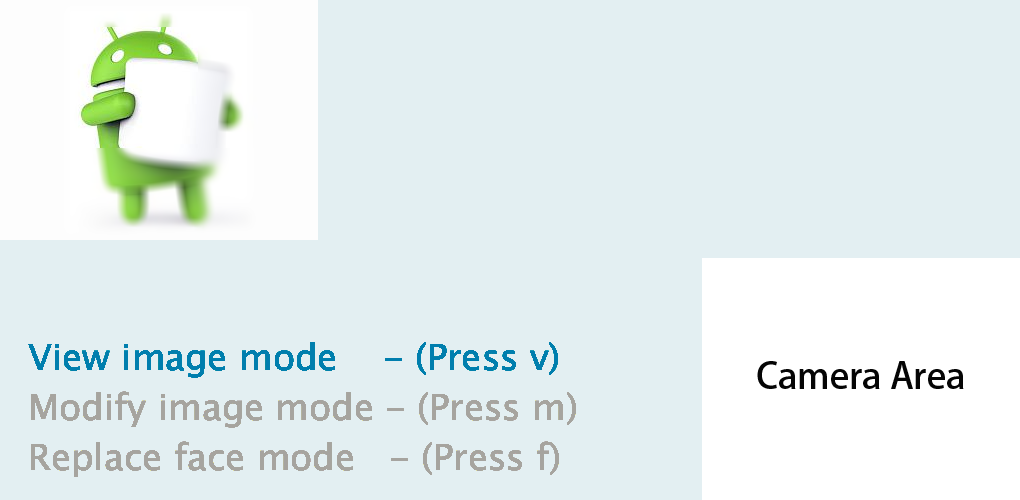 View image mode - (Press v)
Modify image mode - (Press m)
Replace face mode - (Press f)
Camera Area